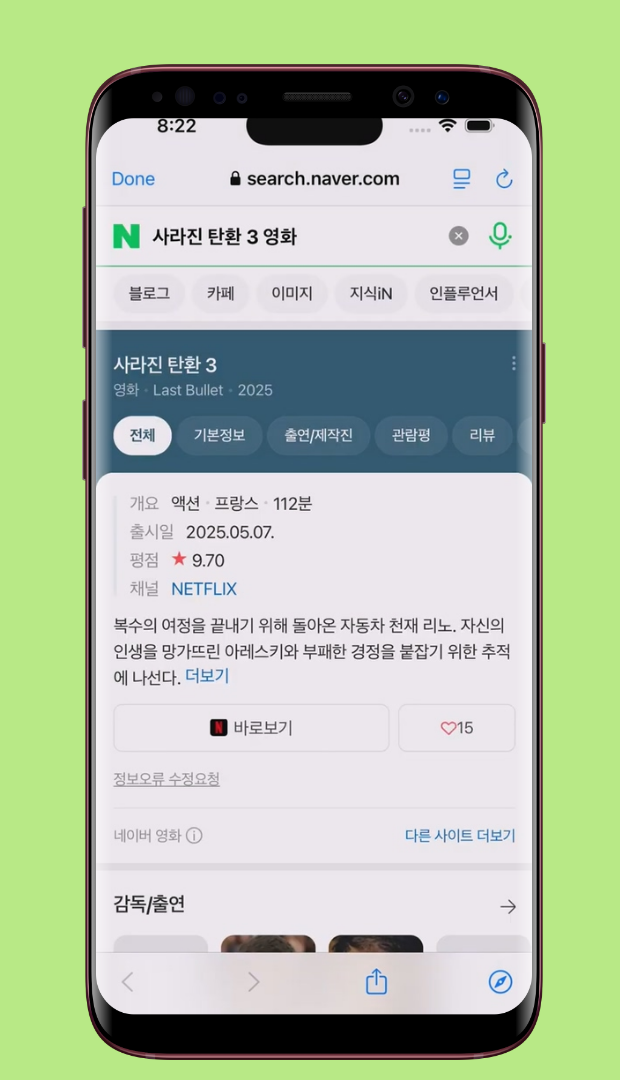 8:22
Done search.naver.com
N 사라진 탄환 3 영화
블로그 카페 이미지 지식iN 인플루언서
사라진 탄환 3
영화 · Last Bullet · 2025
전체 기본정보 출연/제작진 관람평 리뷰
개요 액션 · 프랑스 · 112분
출시일 2025.05.07.
평점 ★ 9.70
채널 NETFLIX
복수의 여정을 끝내기 위해 돌아온 자동차 천재 리노. 자신의
인생을 망가뜨린 아레스키와 부패한 경정을 붙잡기 위한 추적
에 나선다. 더보기
N 바로보기 ♡15
정보오류 수정요청
네이버 영화 ⓘ 다른 사이트 더보기
감독/출연 →